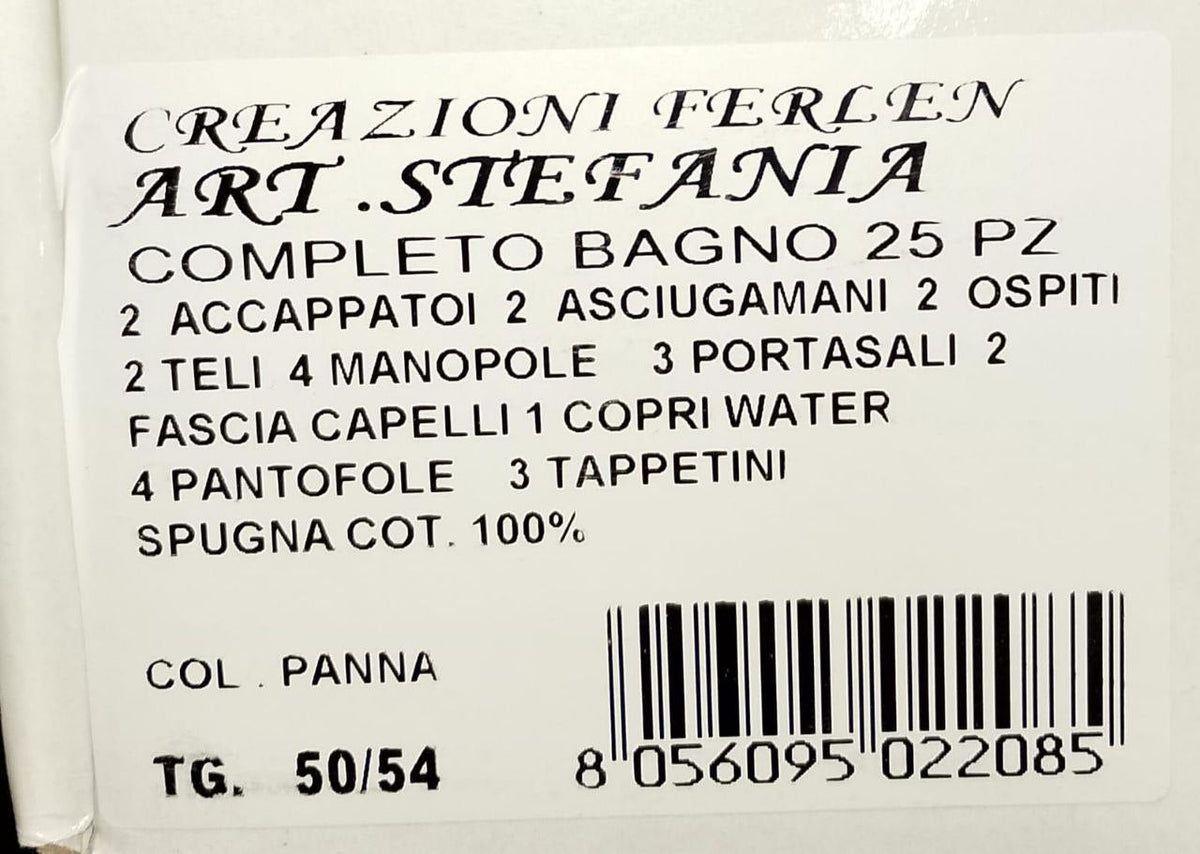 CREAZIONI FERLEN
ART.STEFANIA
COMPLETO BAGNO 25 PZ
2 ACCAPPATOI 2 ASCIUGAMANI 2 OSPITI
2 TELI 4 MANOPOLE 3 PORTASALI 2
FASCIA CAPELLI 1 COPRI WATER
4 PANTOFOLE 3 TAPPETINI
SPUGNA COT. 100%
COL . PANNA
TG. 50/54
8 056095 022085